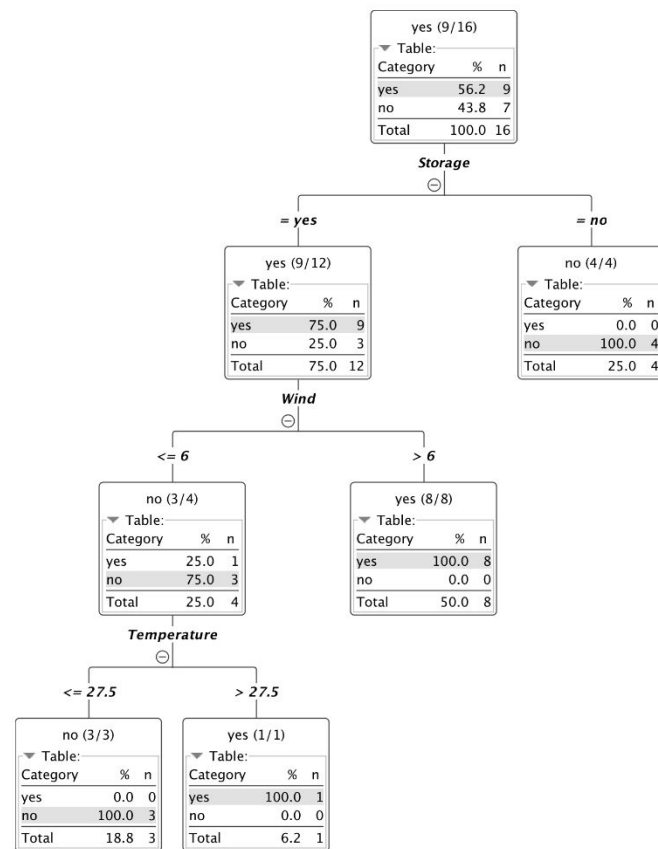 yes (9/16)
Table:
Category % n
yes 56.2 9
no 43.8 7
Total 100.0 16
Storage
= yes
= no
yes (9/12)
Table:
Category % n
yes 75.0 9
no 25.0 3
Total 75.0 12
no (4/4)
Table:
Category % n
yes 0.0 0
no 100.0 4
Total 25.0 4
Wind
<= 6
> 6
no (3/4)
Table:
Category % n
yes 25.0 1
no 75.0 3
Total 25.0 4
yes (8/8)
Table:
Category % n
yes 100.0 8
no 0.0 0
Total 50.0 8
Temperature
<= 27.5
> 27.5
no (3/3)
Table:
Category % n
yes 0.0 0
no 100.0 3
Total 18.8 3
yes (1/1)
Table:
Category % n
yes 100.0 1
no 0.0 0
Total 6.2 1